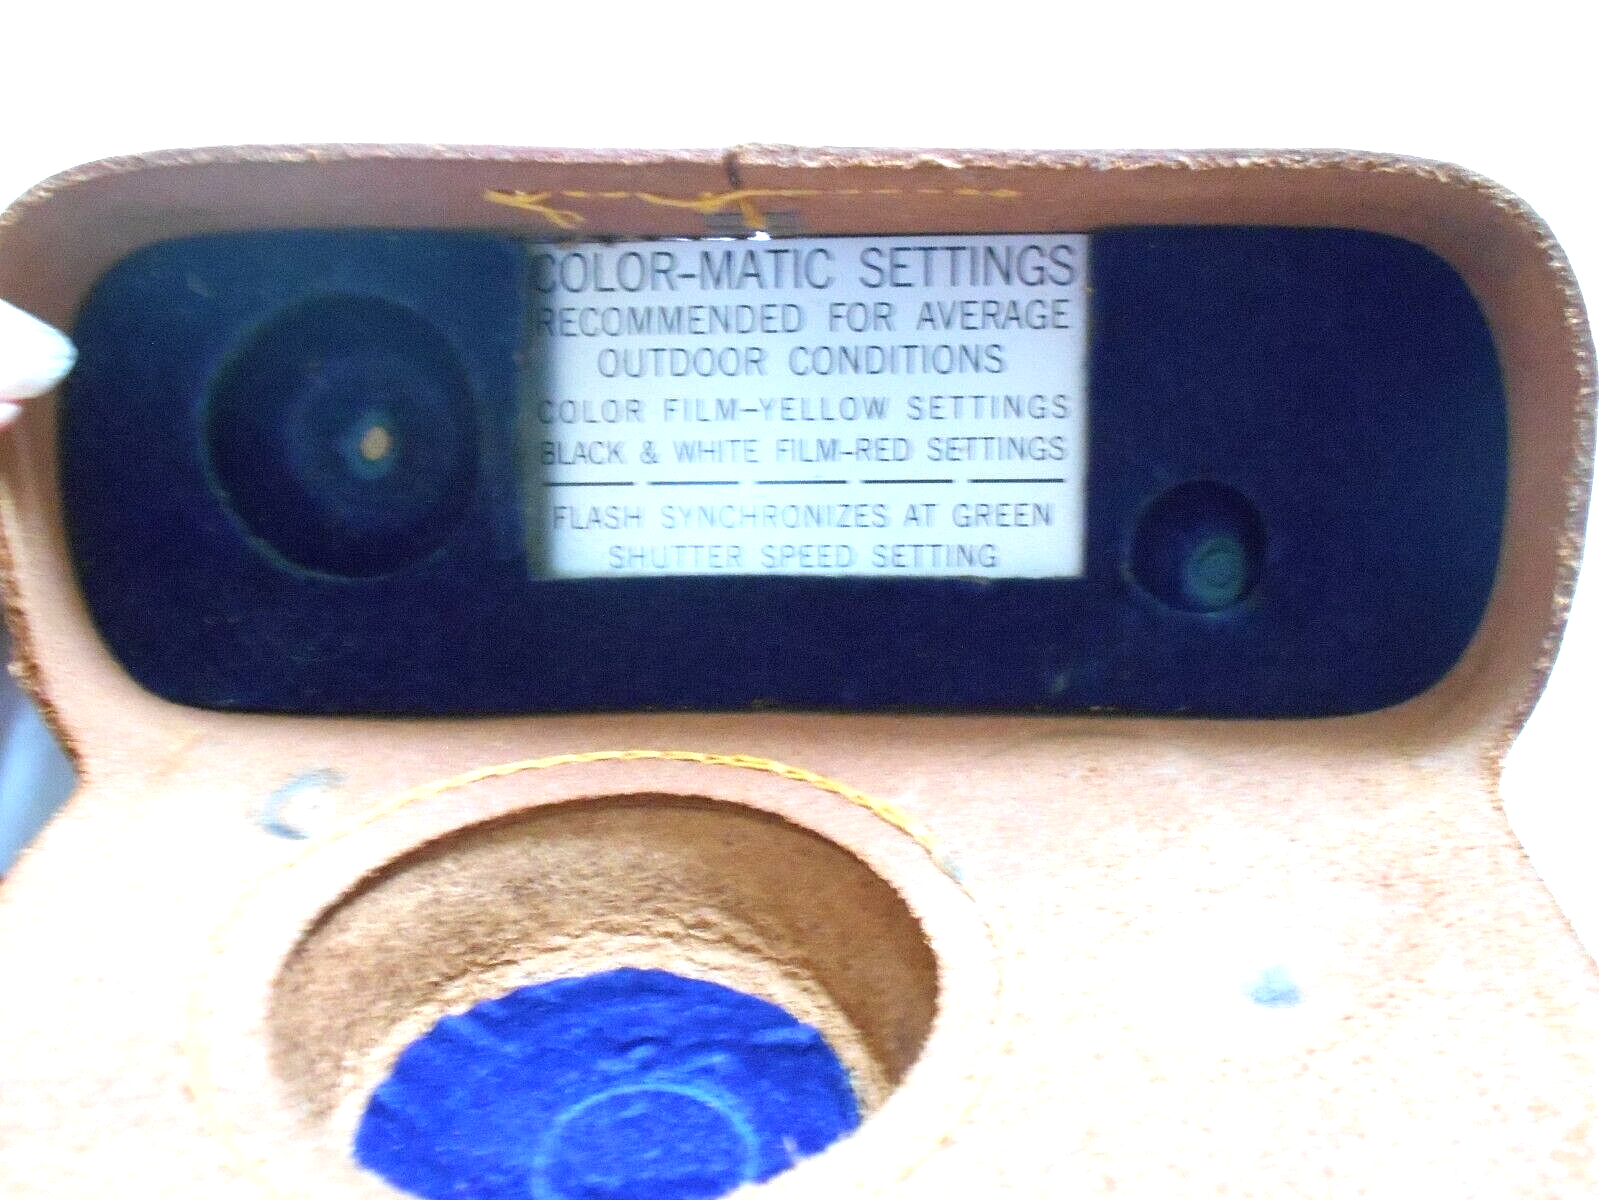 COLOR-MATIC SETTINGS
RECOMMENDED FOR AVERAGE
OUTDOOR CONDITIONS
COLOR FILM-YELLOW SETTINGS
BLACK & WHITE FILM-RED SETTINGS
FLASH SYNCHRONIZES AT GREEN
SHUTTER SPEED SETTING